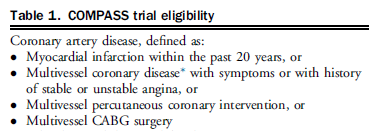 Table 1. COMPASS trial eligibility
Coronary artery disease, defined as:
• Myocardial infarction within the past 20 years, or
• Multivessel coronary disease* with symptoms or with history
of stable or unstable angina, or
• Multivessel percutaneous coronary intervention, or
• Multivessel CABG surgery